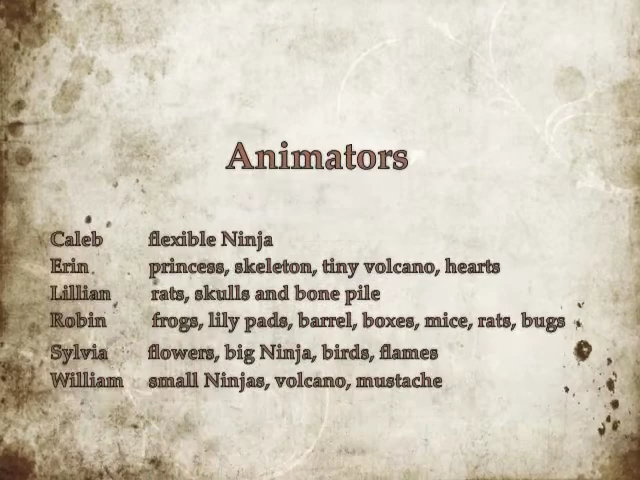 Animators
Caleb flexible Ninja
Erin princess, skeleton, tiny volcano, hearts
Lillian rats, skulls and bone pile
Robin frogs, lily pads, barrel, boxes, mice, rats, bugs
Sylvia flowers, big Ninja, birds, flames
William small Ninjas, volcano, mustache